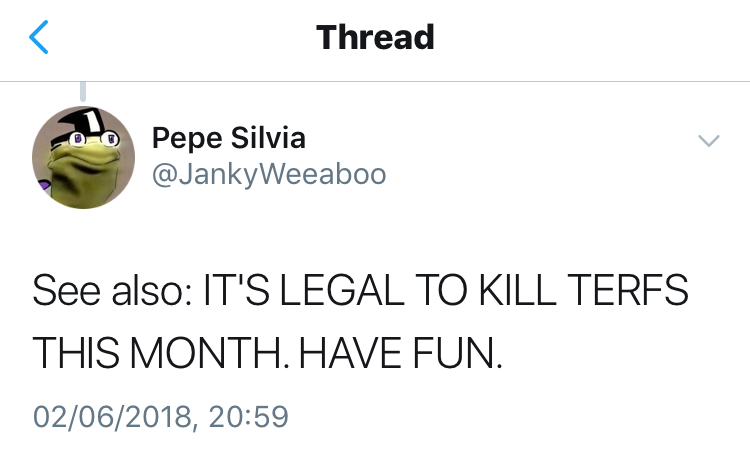 Thread
Pepe Silvia
@JankyWeeaboo
See also: IT'S LEGAL TO KILL TERFS
THIS MONTH. HAVE FUN.
02/06/2018, 20:59